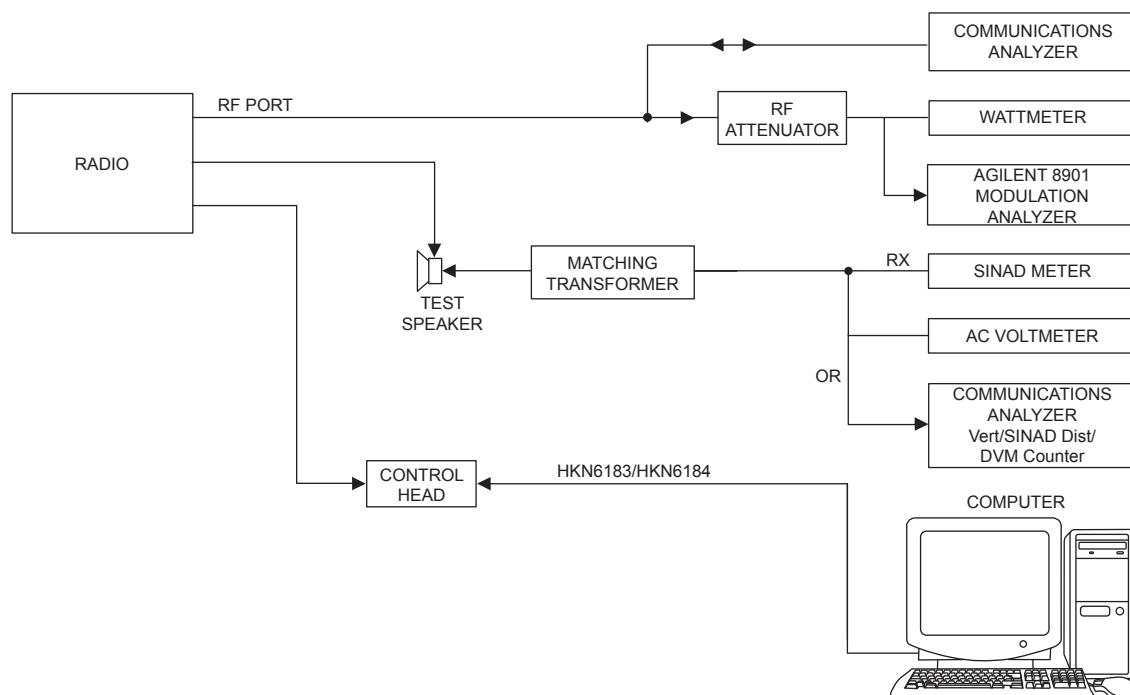 COMMUNICATIONS
ANALYZER
RF PORT
RF
ATTENUATOR
WATTMETER
RADIO
AGILENT 8901
MODULATION
ANALYZER
MATCHING
TRANSFORMER
RX
SINAD METER
TEST
SPEAKER
AC VOLTMETER
OR
COMMUNICATIONS
ANALYZER
Vert/SINAD Dist/
DVM Counter
CONTROL
HEAD
HKN6183/HKN6184
COMPUTER